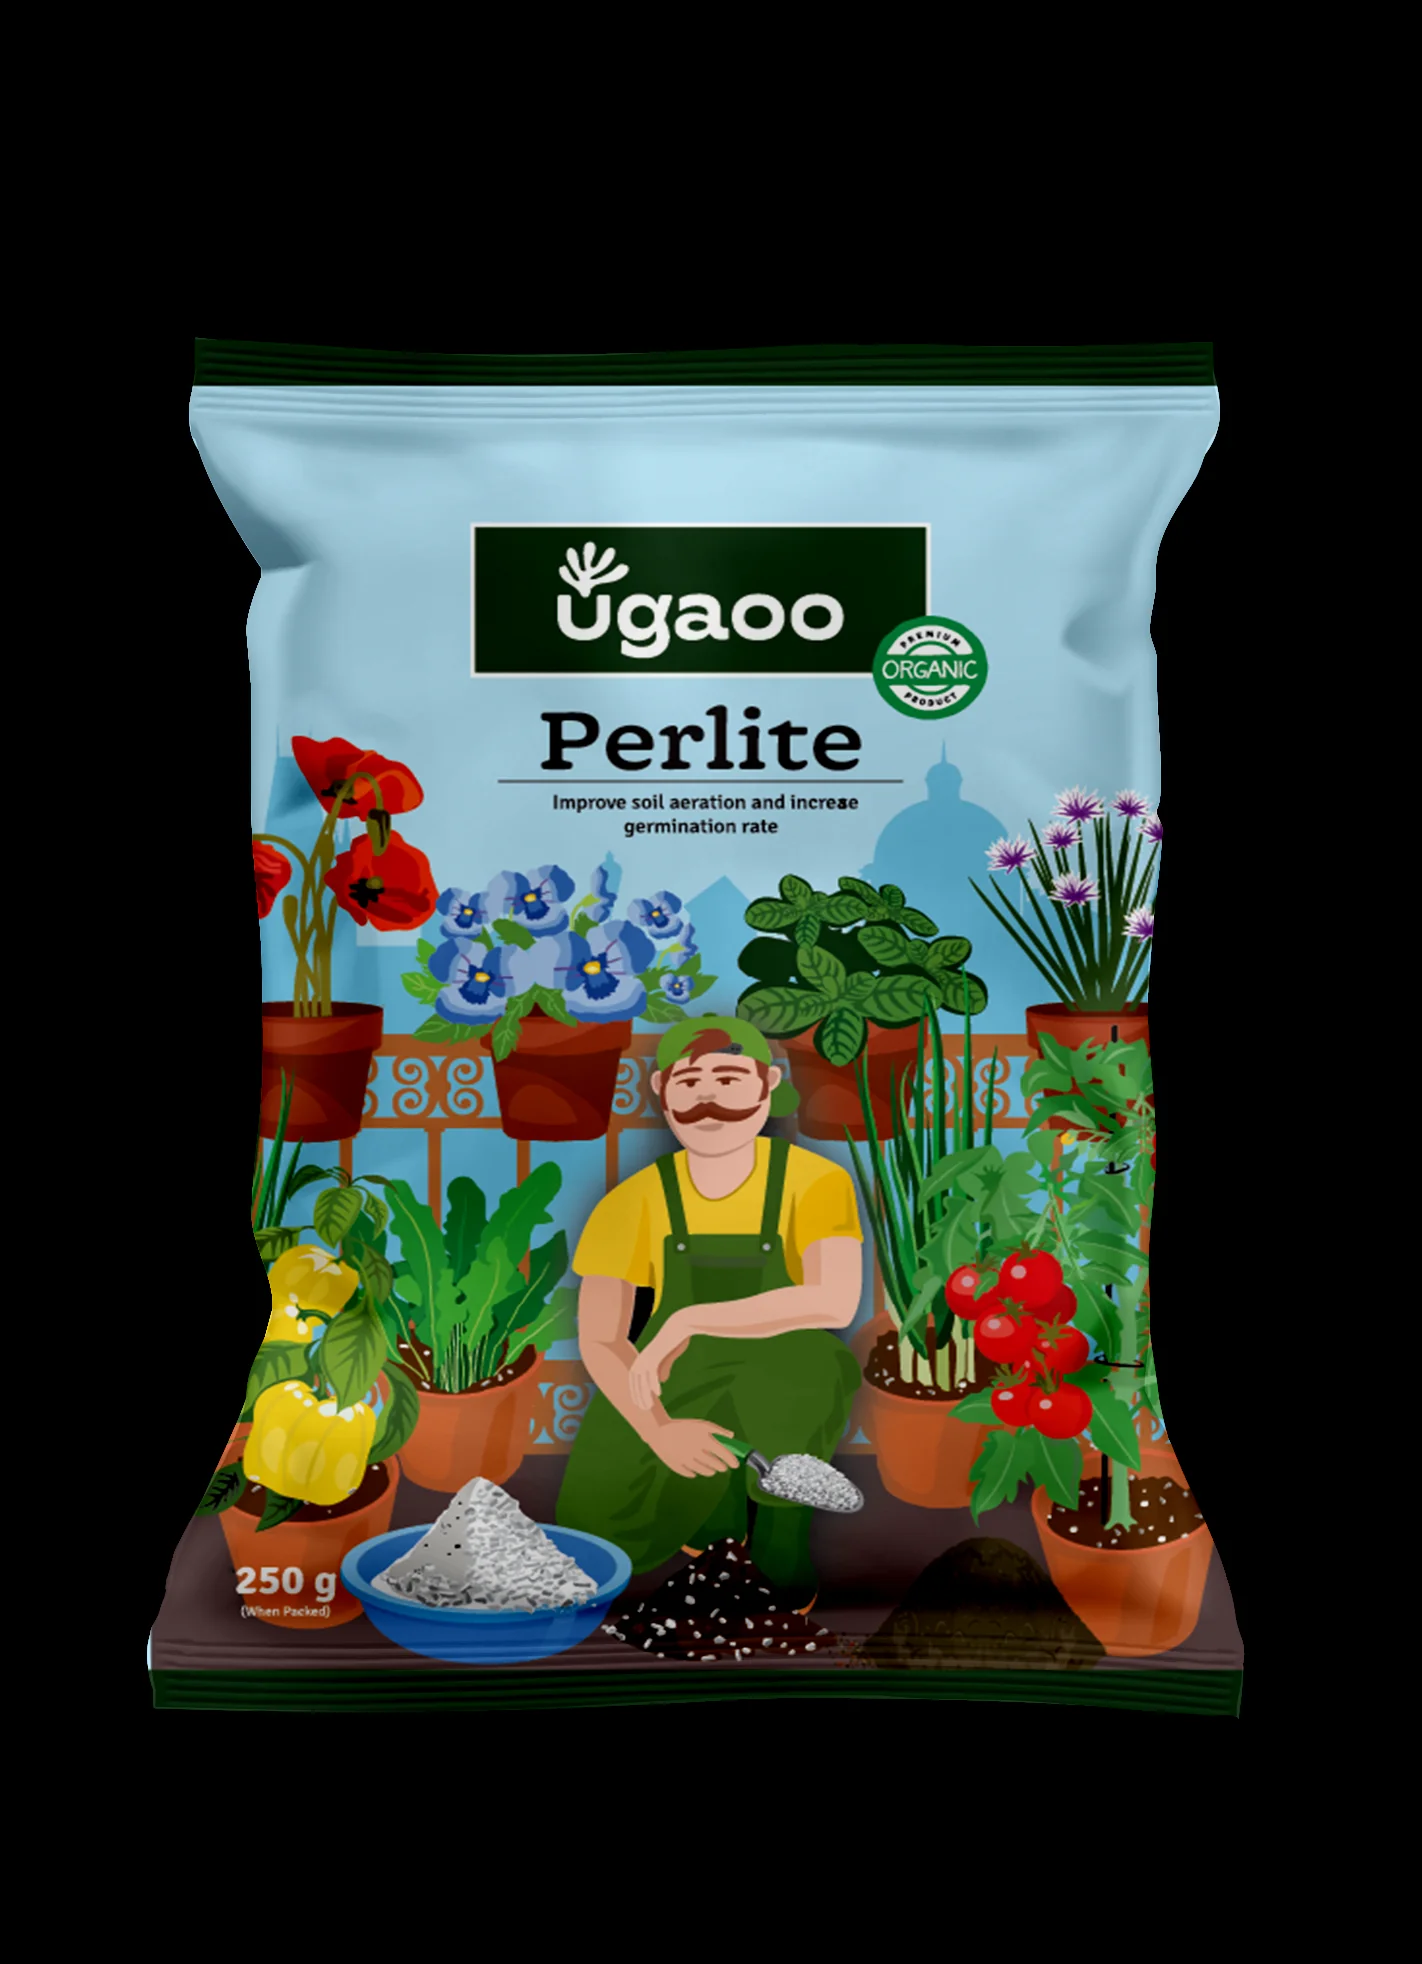 ugaoo
PREMIUM
ORGANIC
PRODUCT
Perlite
Improve soil aeration and increase
germination rate
250 g
(When Packed)